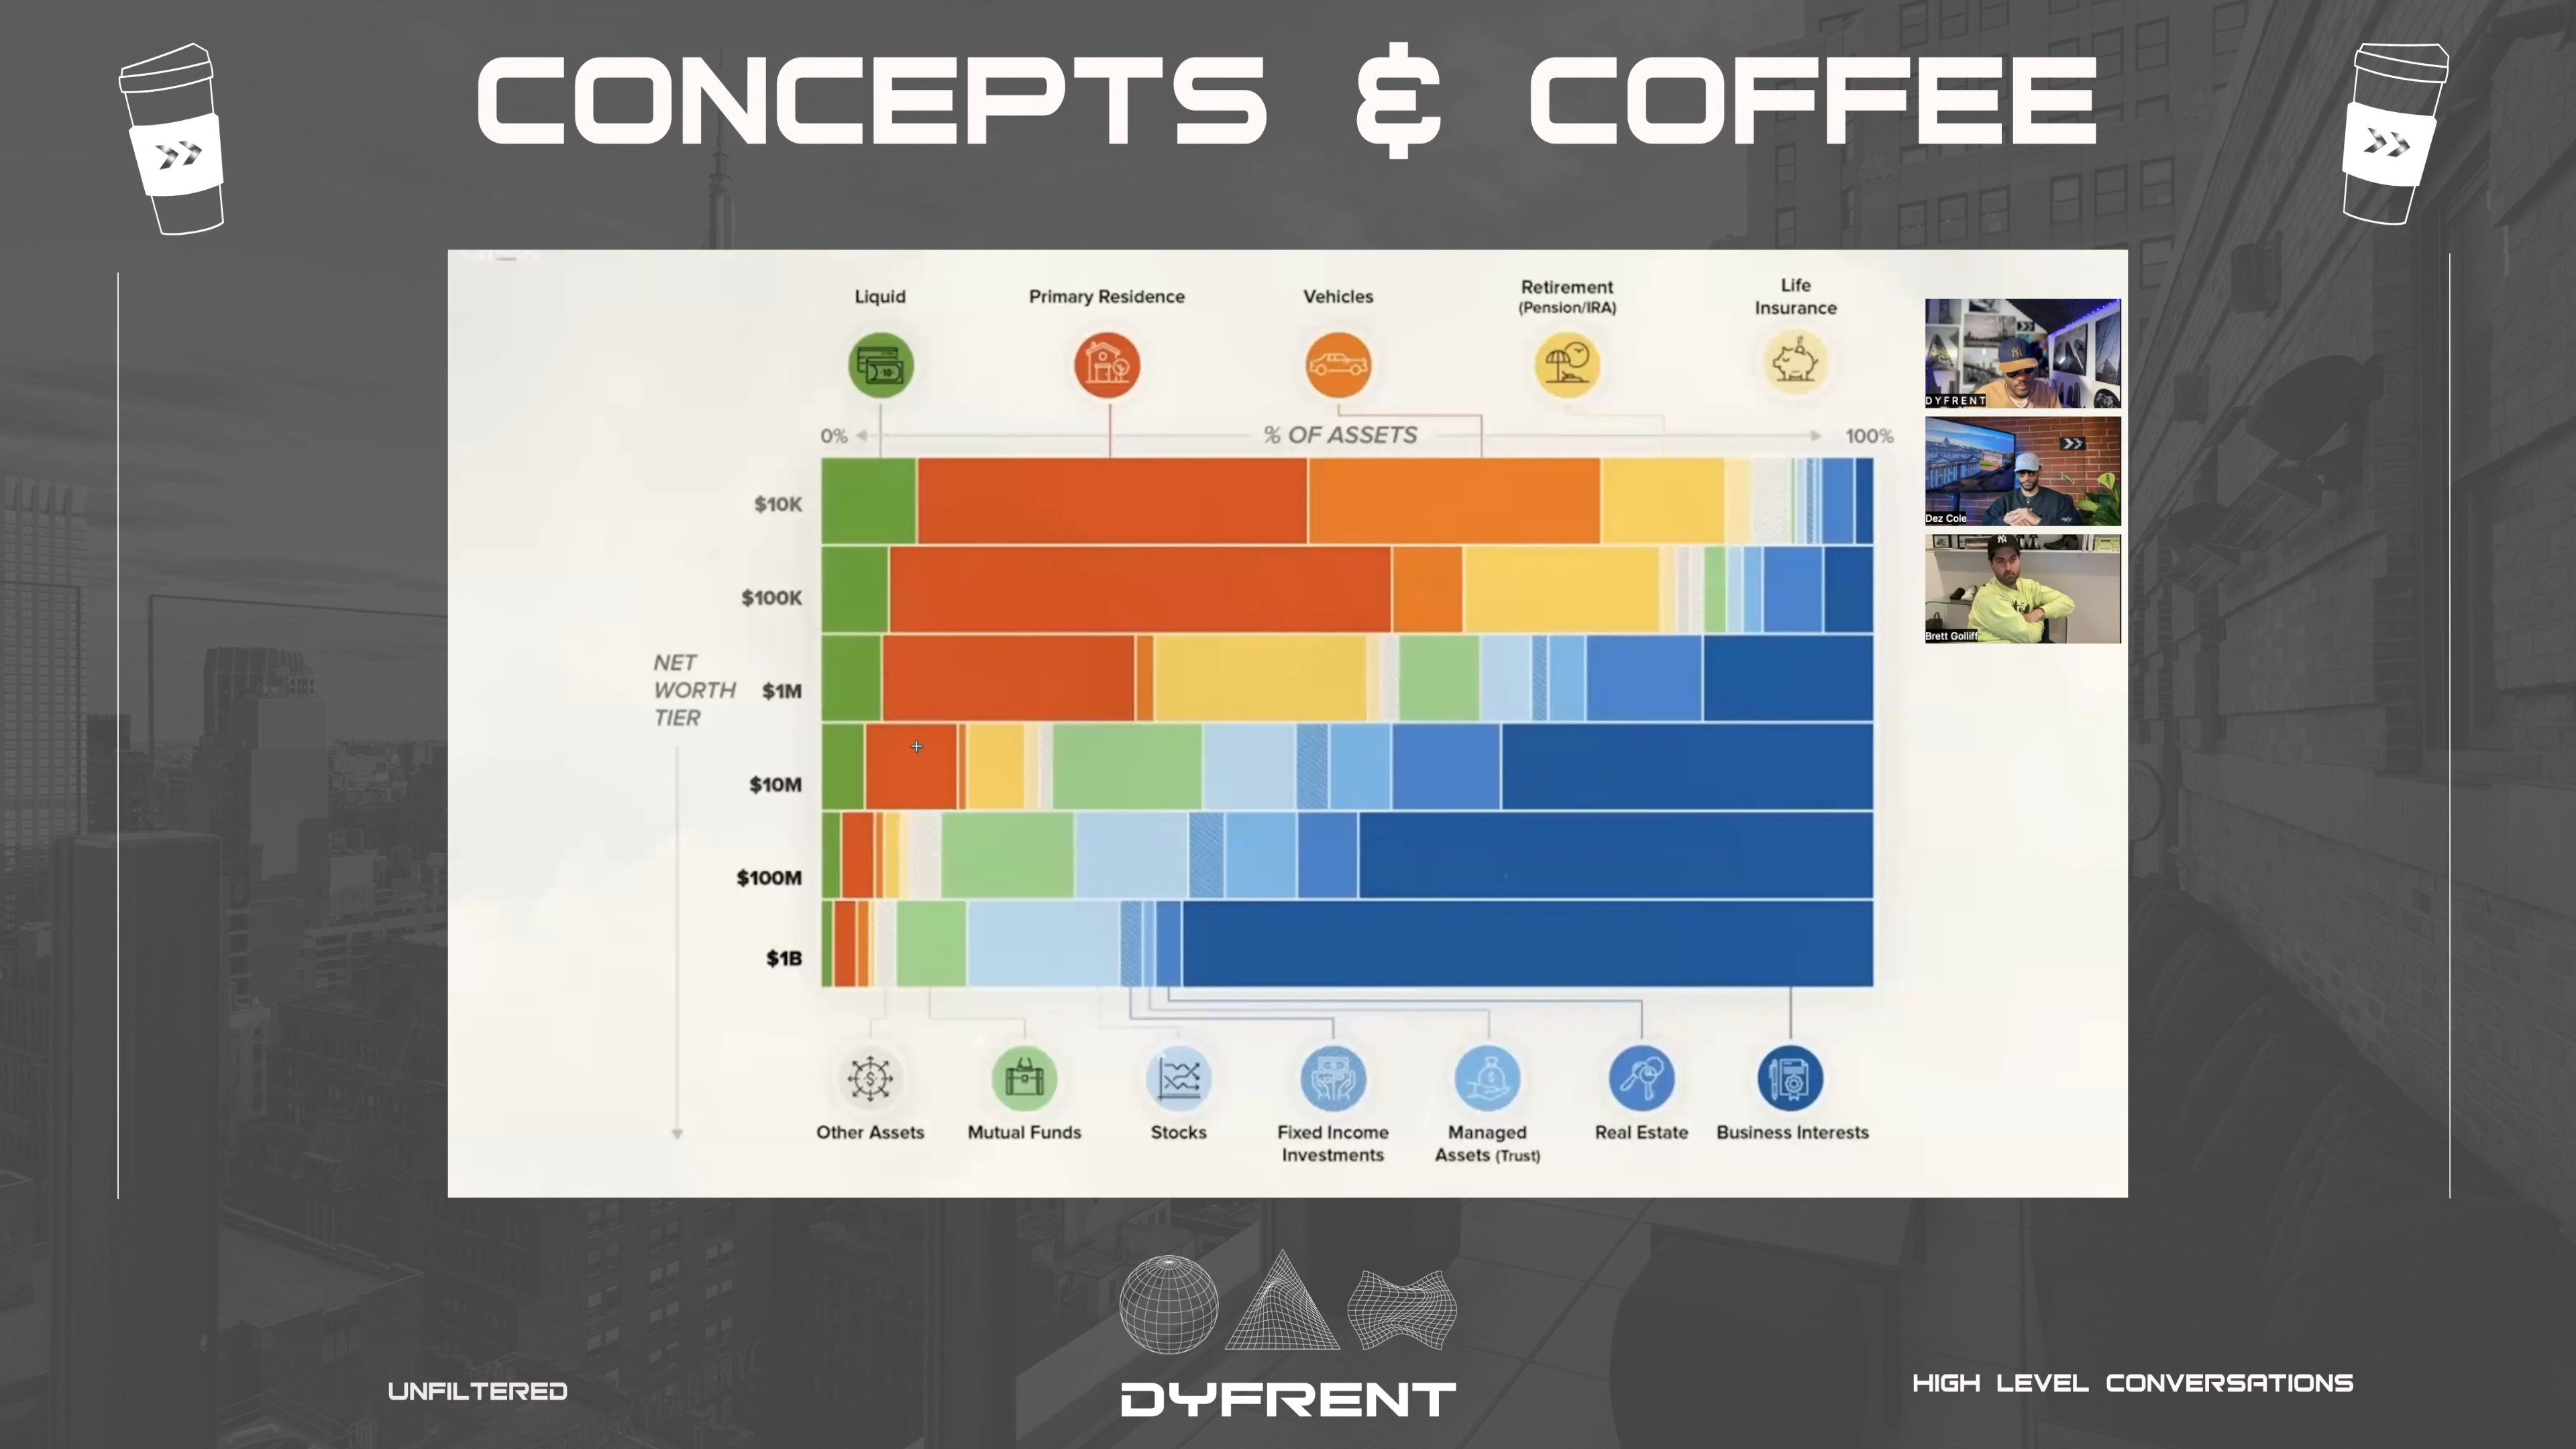 CONCEPTS & COFFEE
Liquid
Primary Residence
Vehicles
Retirement
(Pension/IRA)
Life
Insurance
0%
% OF ASSETS
100%
$10K
$100K
$1M
$10M
$100M
$1B
NET
WORTH
TIER
DYFRENT
Dez Cole
Brett Golliff
Other Assets
Mutual Funds
Stocks
Fixed Income
Investments
Managed
Assets (Trust)
Real Estate
Business Interests
UNFILTERED
DYFRENT
HIGH LEVEL CONVERSATIONS